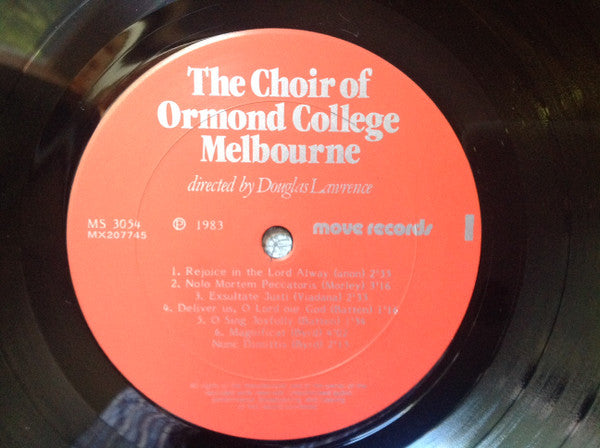 The Choir of
Ormond College
Melbourne
directed by Douglas Lawrence
MS 3054 ℗ 1983 move records I
MX207745
1. Rejoice in the Lord Alway (anon) 2'33
2. Nolo Mortem Peccatoris (Morley) 3'16
3. Exsultate Justi (Viadana) 2'33
4. Deliver us, O Lord our God (Batten) 1'16
5. O Sing Joyfully (Batten) 1'36
6. Magnificat (Byrd)
Nunc Dimittis (Byrd) 2'13